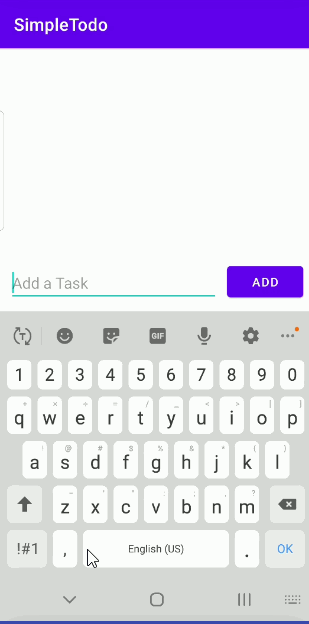 SimpleTodo
Add a Task
ADD
GIF
1 2 3 4 5 6 7 8 9 0
q w e r t y u i o p
a s d f g h j k l
z x c v b n m
!#1 , English (US) . OK